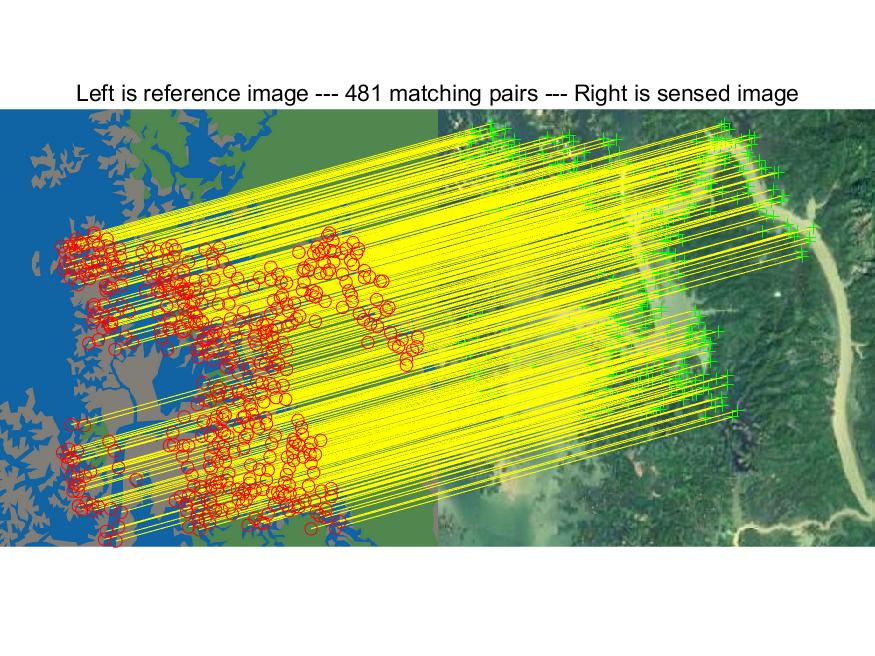 Left is reference image --- 481 matching pairs --- Right is sensed image